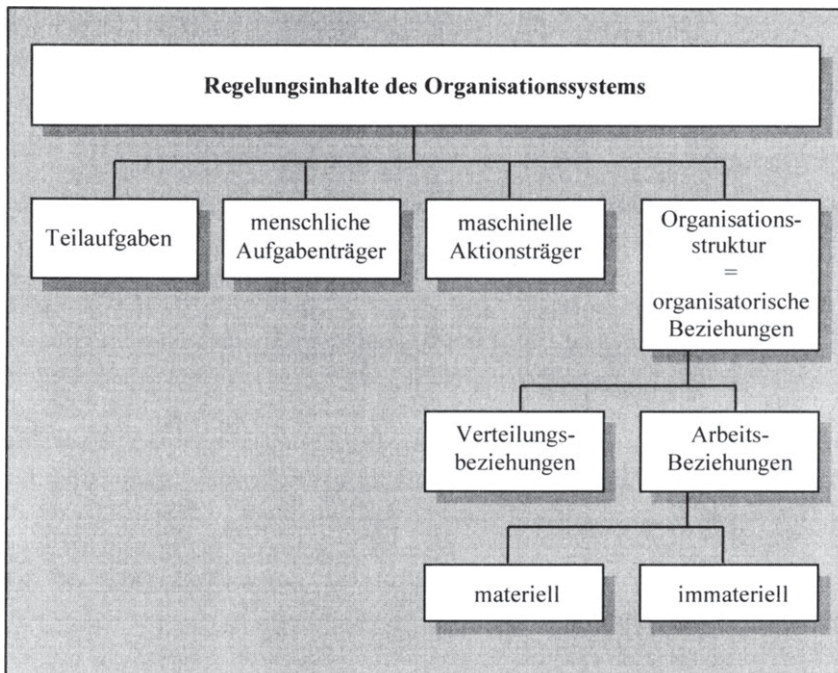 Regelungsinhalte des Organisationssystems
Teilaufgaben
menschliche
Aufgabenträger
maschinelle
Aktionsträger
Organisations-
struktur
=
organisatorische
Beziehungen
Verteilungs-
beziehungen
Arbeits-
Beziehungen
materiell
immateriell